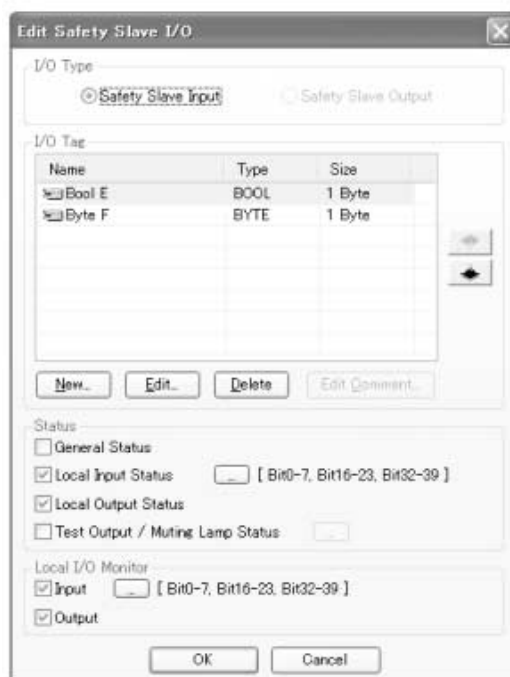 Edit Safety Slave I/O
I/O Type
Safety Slave Input Safety Slave Output
I/O Tag
Name Type Size
Bool E BOOL 1 Byte
Byte F BYTE 1 Byte
New... Edit... Delete Edit Comment...
Status
General Status
Local Input Status ... [ Bit0-7, Bit16-23, Bit32-39 ]
Local Output Status
Test Output / Muting Lamp Status ...
Local I/O Monitor
Input ... [ Bit0-7, Bit16-23, Bit32-39 ]
Output
OK Cancel